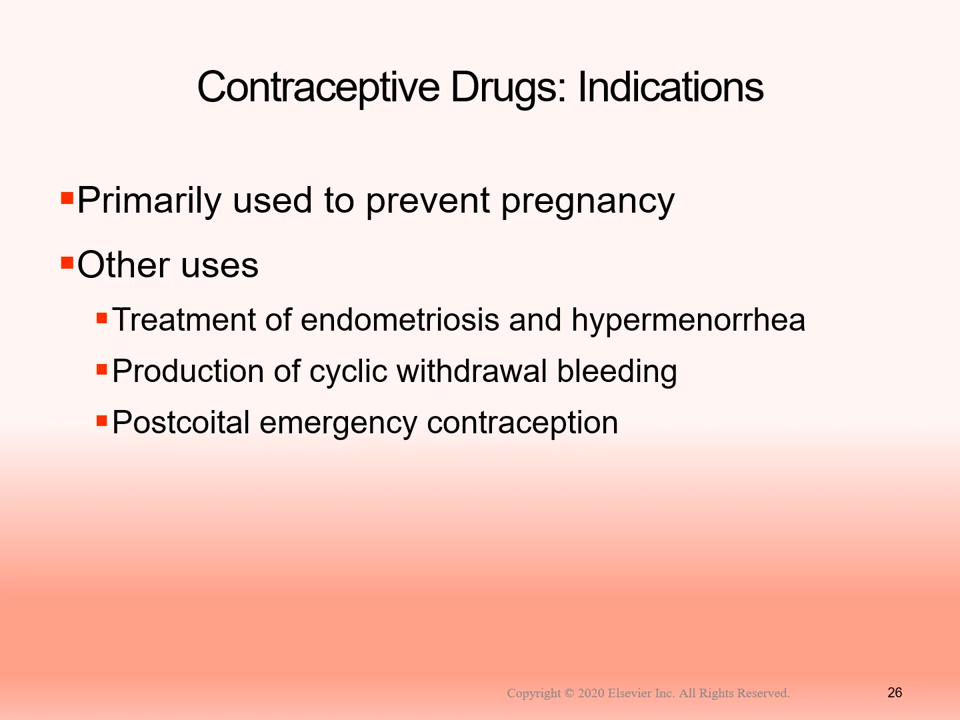 Contraceptive Drugs: Indications
▪Primarily used to prevent pregnancy
▪Other uses
▪Treatment of endometriosis and hypermenorrhea
▪Production of cyclic withdrawal bleeding
▪Postcoital emergency contraception
Copyright © 2020 Elsevier Inc. All Rights Reserved. 26